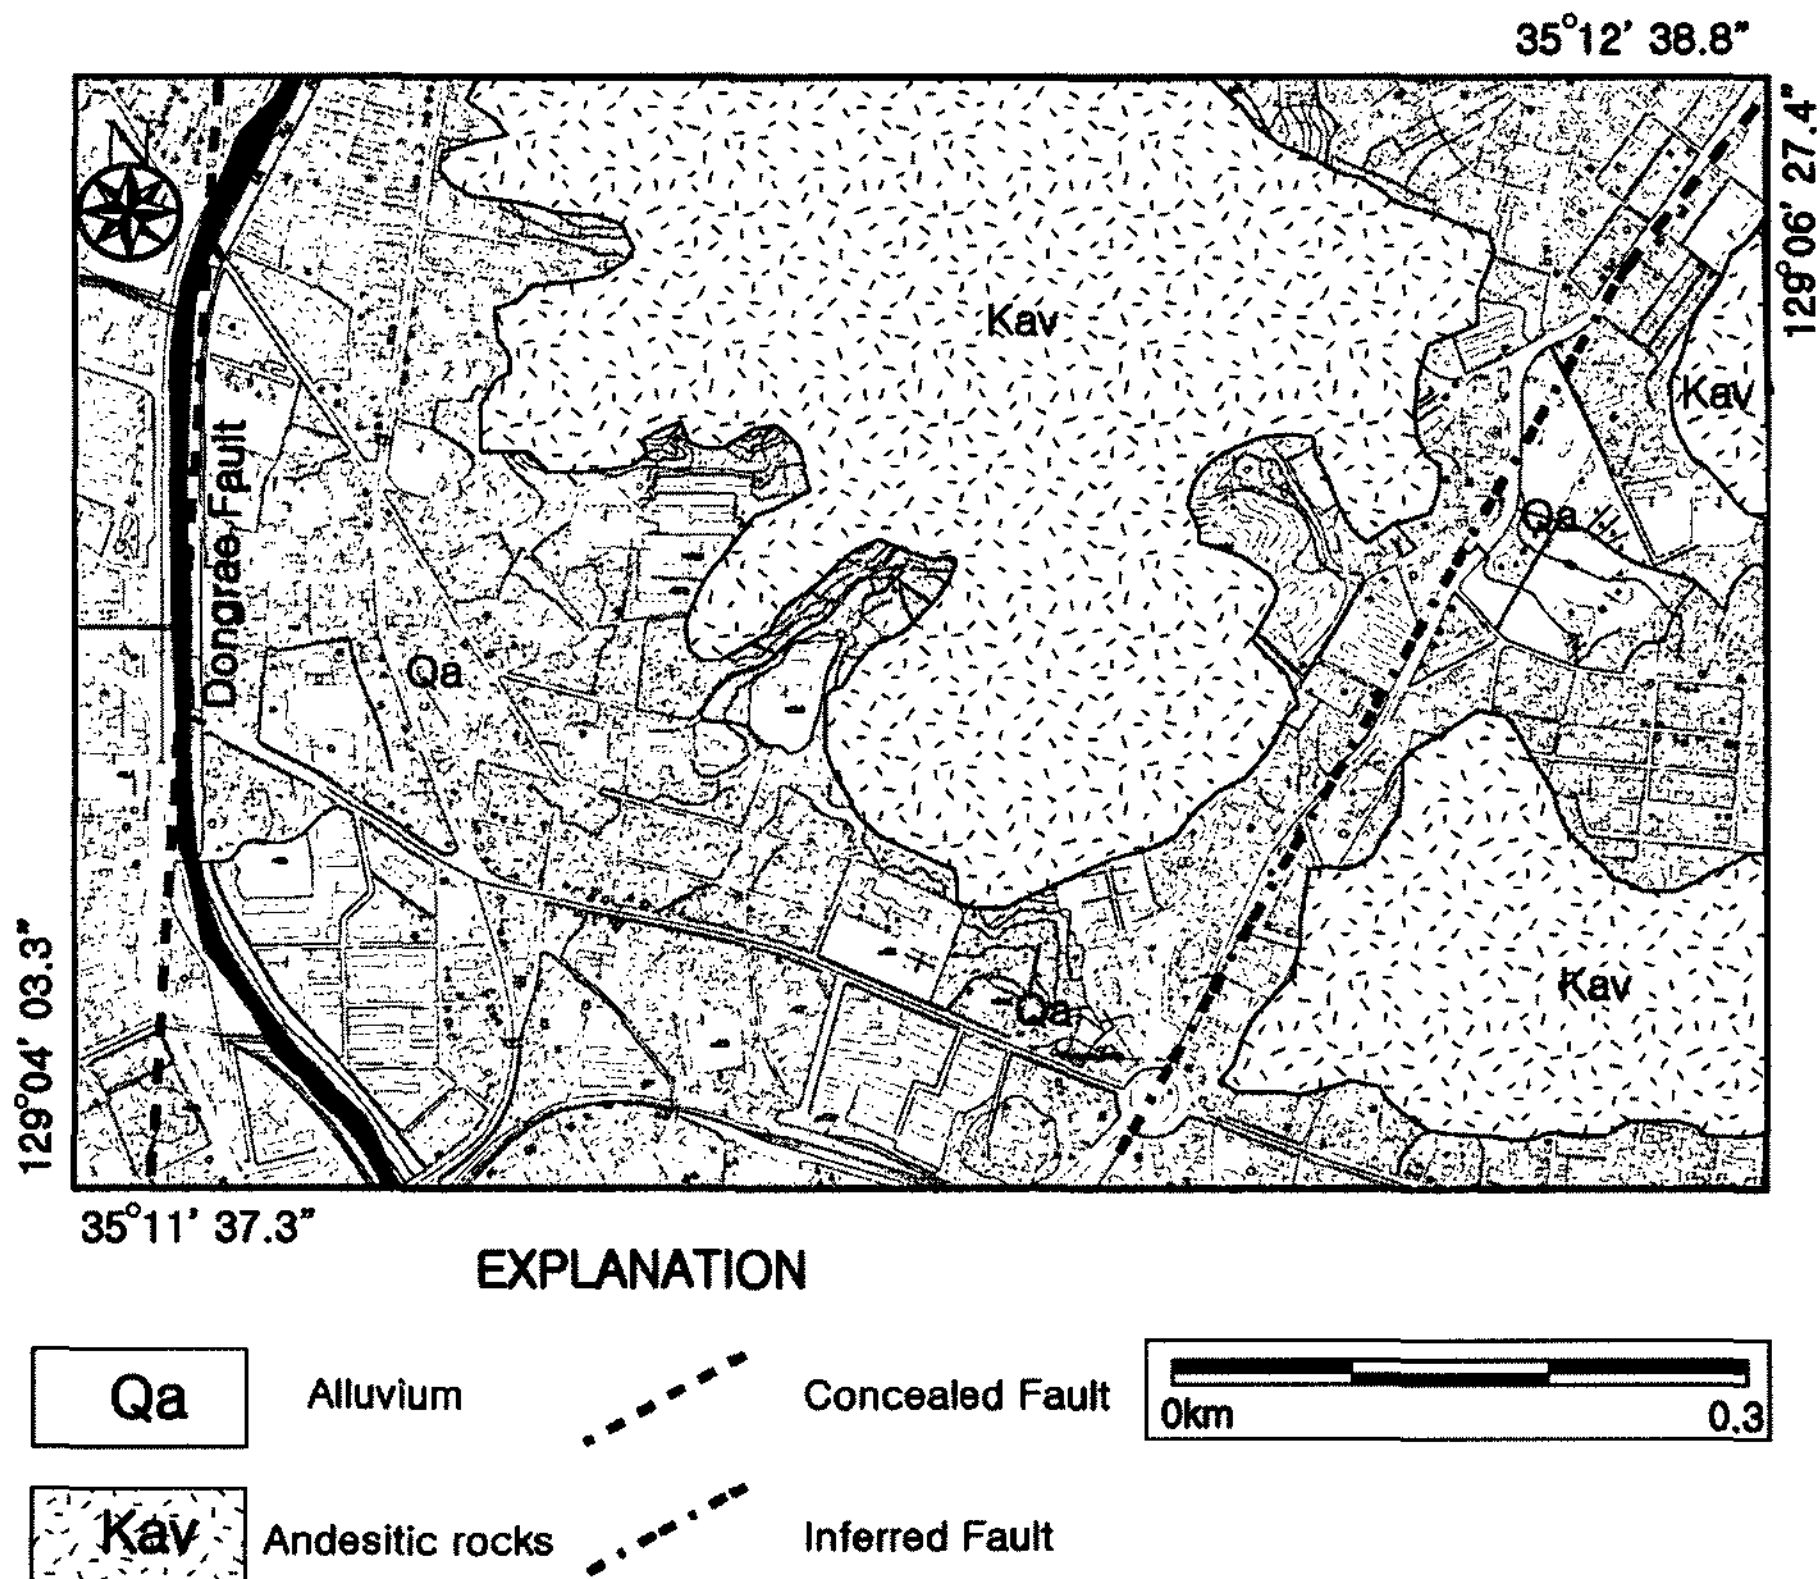 35°12' 38.8"
N
129°06' 27.4"
Kav
Kav
Dongrae Fault
Qa
Qa
Kav
Qa
129°04' 03.3"
35°11' 37.3"
EXPLANATION
Qa Alluvium Concealed Fault
0km 0.3
Kav Andesitic rocks Inferred Fault